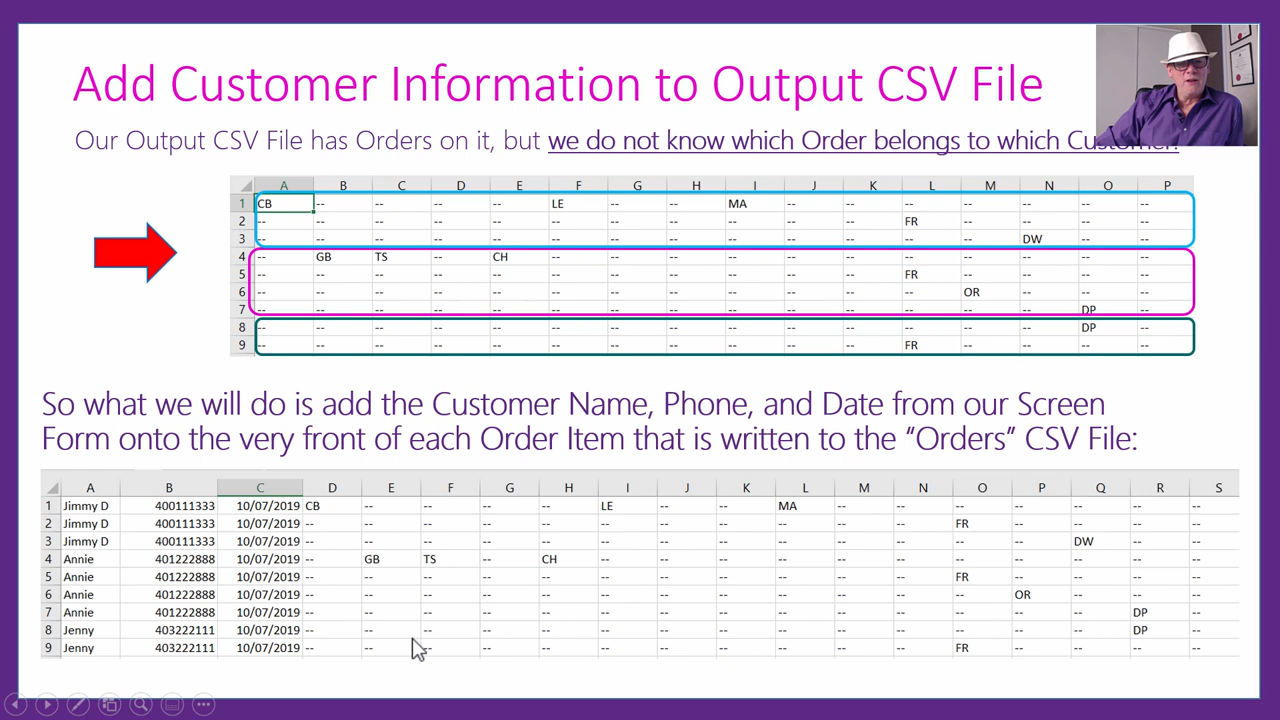 Add Customer Information to Output CSV File
Our Output CSV File has Orders on it, but we do not know which Order belongs to which Customer.
A B C D E F G H I J K L M N O P
1 CB -- -- -- -- LE -- -- MA -- -- -- -- -- -- --
2 -- -- -- -- -- -- -- -- -- -- -- FR -- -- -- --
3 -- -- -- -- -- -- -- -- -- -- -- -- -- DW -- --
4 -- GB TS -- CH -- -- -- -- -- -- -- -- -- -- --
5 -- -- -- -- -- -- -- -- -- -- -- FR -- -- -- --
6 -- -- -- -- -- -- -- -- -- -- -- -- OR -- -- --
7 -- -- -- -- -- -- -- -- -- -- -- -- -- -- DP --
8 -- -- -- -- -- -- -- -- -- -- -- -- -- -- DP --
9 -- -- -- -- -- -- -- -- -- -- -- FR -- -- -- --
So what we will do is add the Customer Name, Phone, and Date from our Screen
Form onto the very front of each Order Item that is written to the “Orders” CSV File:
A B C D E F G H I J K L M N O P Q R S
1 Jimmy D 400111333 10/07/2019 CB -- -- -- -- LE -- -- MA -- -- -- -- -- -- --
2 Jimmy D 400111333 10/07/2019 -- -- -- -- -- -- -- -- -- -- -- FR -- -- -- --
3 Jimmy D 400111333 10/07/2019 -- -- -- -- -- -- -- -- -- -- -- -- -- DW -- --
4 Annie 401222888 10/07/2019 -- GB TS -- CH -- -- -- -- -- -- -- -- -- -- --
5 Annie 401222888 10/07/2019 -- -- -- -- -- -- -- -- -- -- -- FR -- -- -- --
6 Annie 401222888 10/07/2019 -- -- -- -- -- -- -- -- -- -- -- -- OR -- -- --
7 Annie 401222888 10/07/2019 -- -- -- -- -- -- -- -- -- -- -- -- -- -- DP --
8 Jenny 403222111 10/07/2019 -- -- -- -- -- -- -- -- -- -- -- -- -- -- DP --
9 Jenny 403222111 10/07/2019 -- -- -- -- -- -- -- -- -- -- -- FR -- -- -- --